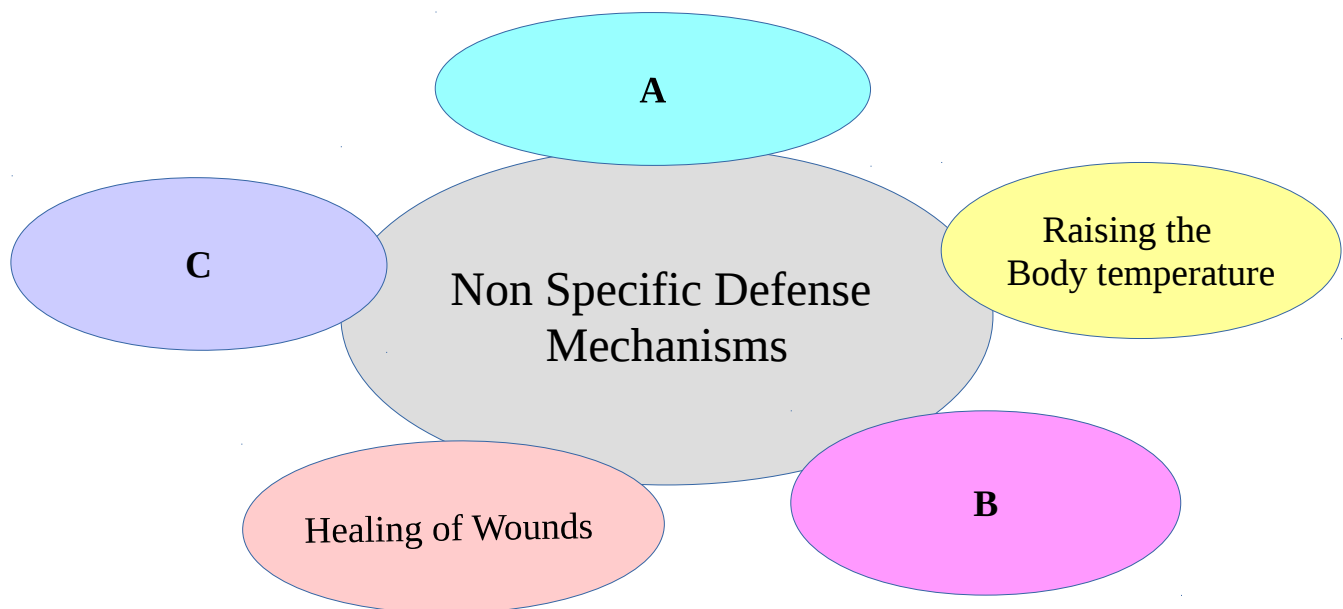 A
Raising the
Body temperature
C
Non Specific Defense
Mechanisms
B
Healing of Wounds